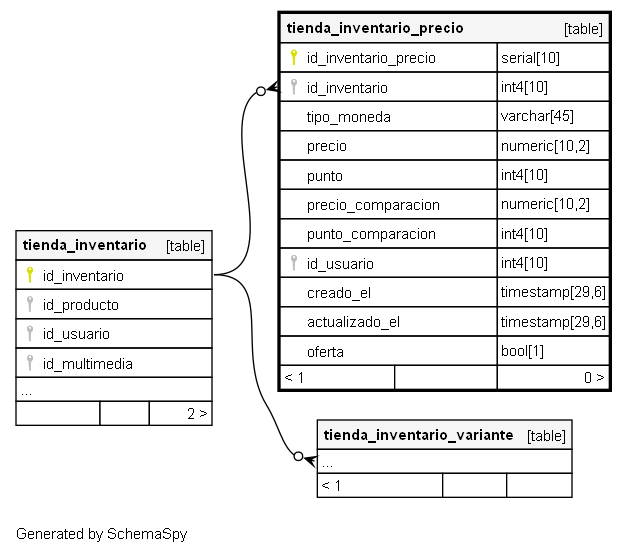 tienda_inventario_precio [table]
id_inventario_precio serial[10]
id_inventario int4[10]
tipo_moneda varchar[45]
precio numeric[10,2]
punto int4[10]
precio_comparacion numeric[10,2]
punto_comparacion int4[10]
id_usuario int4[10]
creado_el timestamp[29,6]
actualizado_el timestamp[29,6]
oferta bool[1]
< 1 0 >
tienda_inventario [table]
id_inventario
id_producto
id_usuario
id_multimedia
...
2 >
tienda_inventario_variante [table]
...
< 1
Generated by SchemaSpy